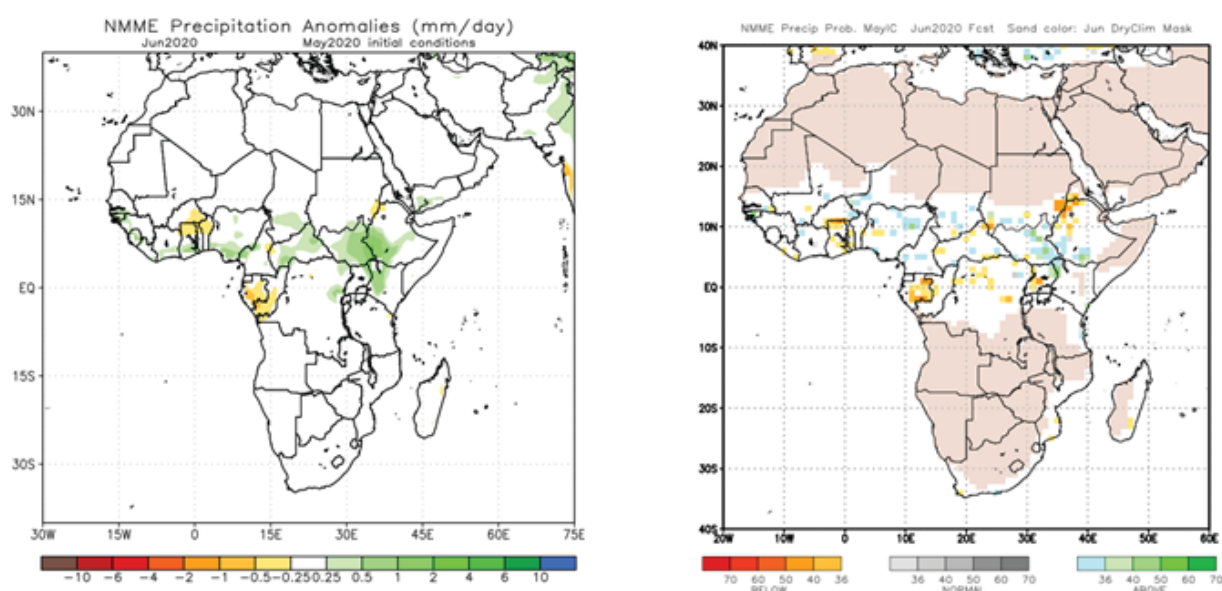 NMME Precipitation Anomalies (mm/day)
Jun2020 May2020 initial conditions
30N
15N
EQ
15S
30S
30W 15W 0 15E 30E 45E 60E 75E
-10 -6 -4 -2 -1 -0.5 -0.25 0.25 0.5 1 2 4 6 10
NMME Precip Prob. MayIC Jun2020 Fcst Sand color: Jun DryClim Mask
40N
30N
20N
10N
EQ
10S
20S
30S
40S
20W 10W 0 10E 20E 30E 40E 50E 60E
70 60 50 40 36
BELOW
36 40 50 60 70
NORMAL
36 40 50 60 70
ABOVE